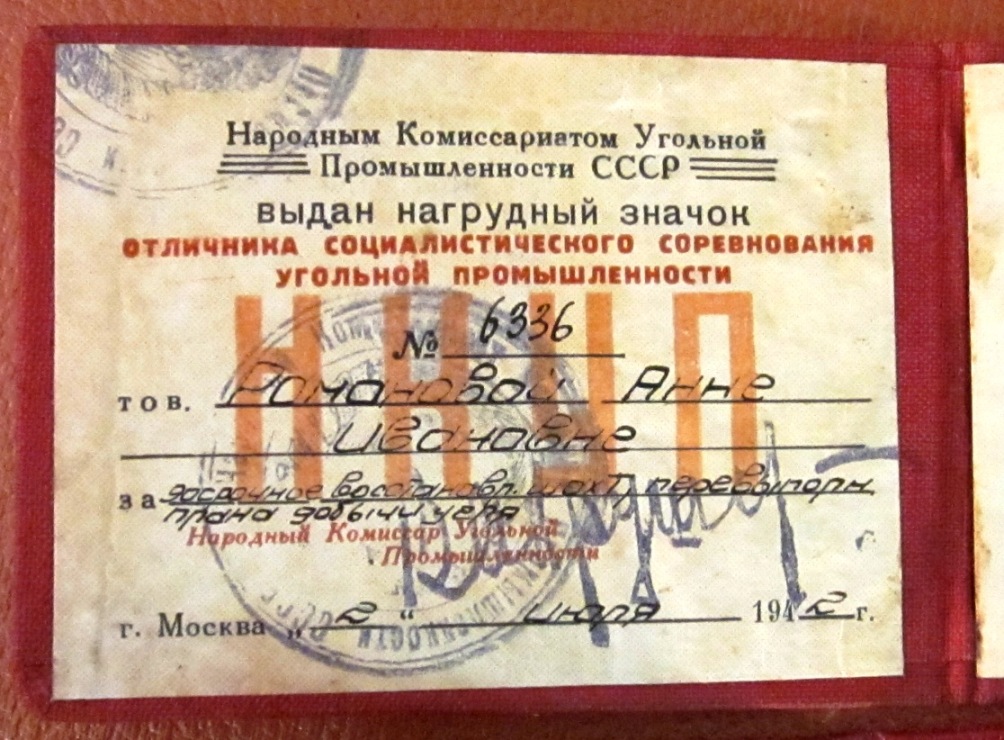 Народным Комиссариатом Угольной
Промышленности СССР
выдан нагрудный значок
ОТЛИЧНИКА СОЦИАЛИСТИЧЕСКОГО СОРЕВНОВАНИЯ
УГОЛЬНОЙ ПРОМЫШЛЕННОСТИ
НКУП
№ 6336
тов. Романовой Анне
Ивановне
за досрочное восстановл. шахт, перевыполн.
плана добычи угля
Народный Комиссар Угольной
Промышленности
г. Москва „ 2 “ июля 1942 г.